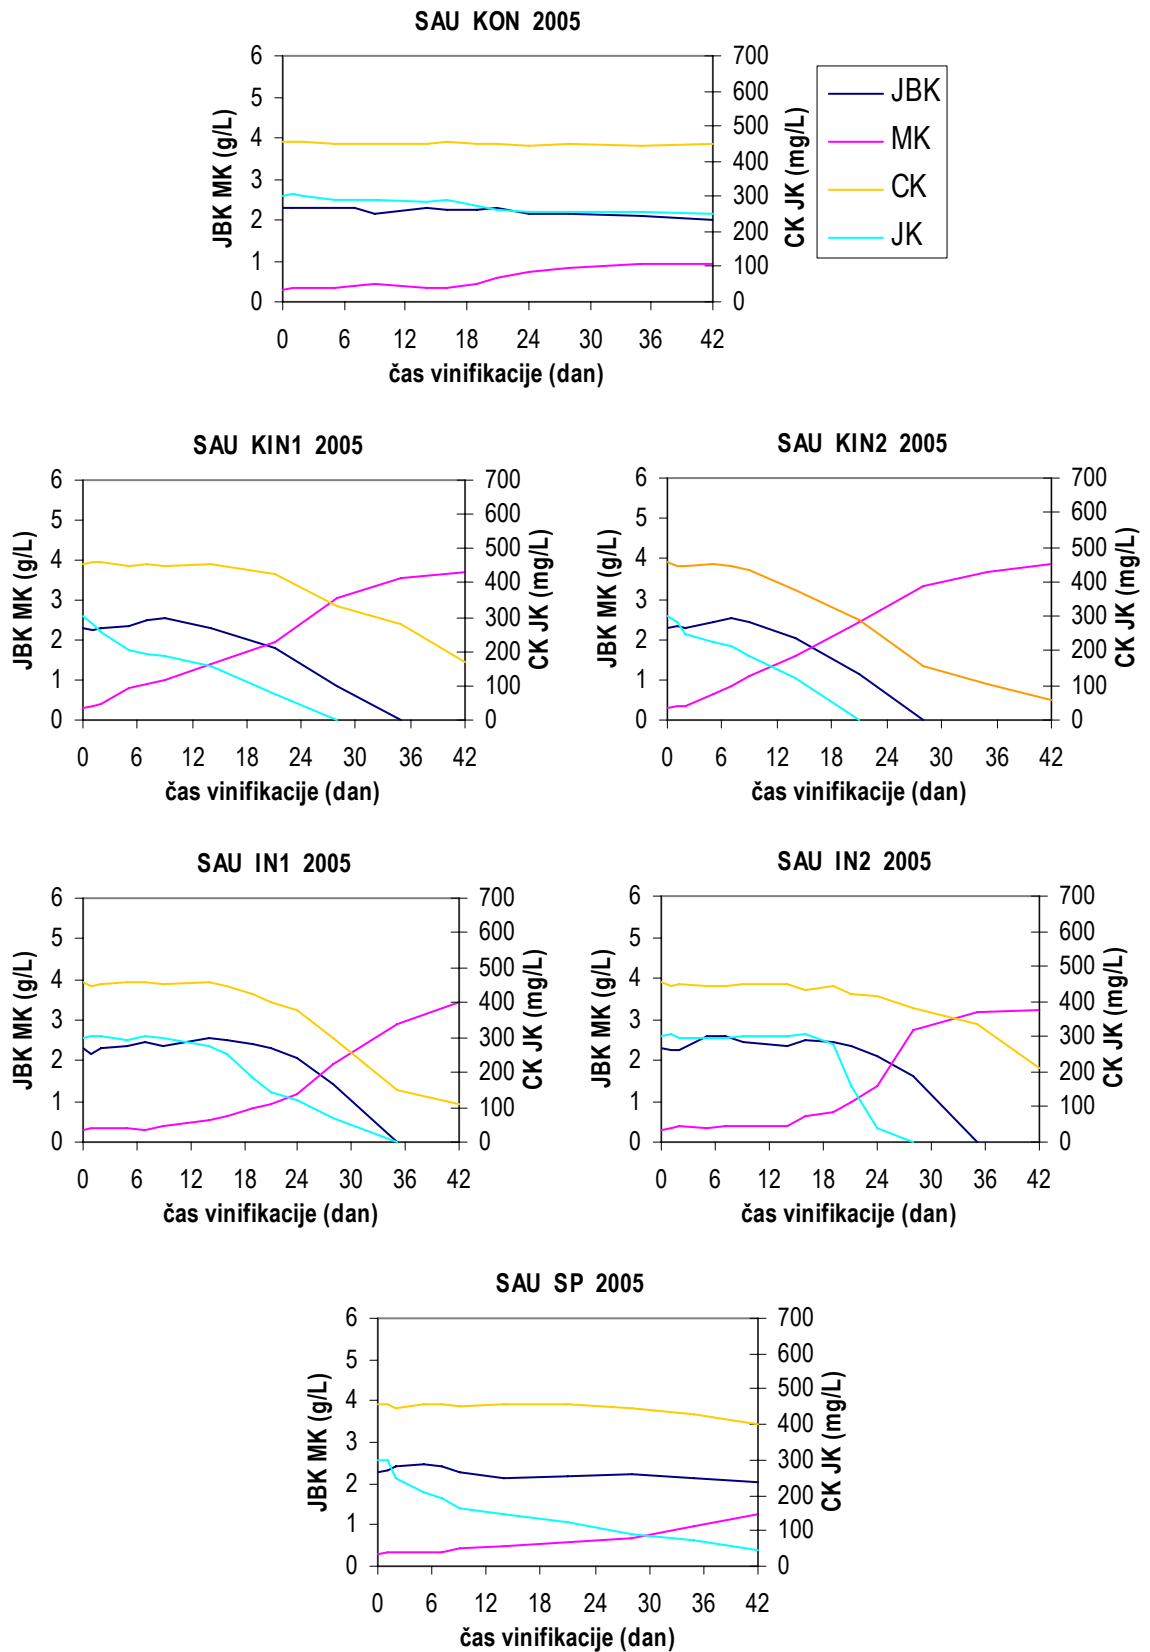 SAU KON 2005
6 700
600
5
500
4
400
3
300
2
200
1
100
0 0
JBK MK (g/L)
CK JK (mg/L)
0 6 12 18 24 30 36 42
čas vinifikacije (dan)
JBK
MK
CK
JK
SAU KIN1 2005
6 700
600
5
500
4
400
3
300
2
200
1
100
0 0
JBK MK (g/L)
CK JK (mg/L)
0 6 12 18 24 30 36 42
čas vinifikacije (dan)
SAU KIN2 2005
6 700
600
5
500
4
400
3
300
2
200
1
100
0 0
JBK MK (g/L)
CK JK (mg/L)
0 6 12 18 24 30 36 42
čas vinifikacije (dan)
SAU IN1 2005
6 700
600
5
500
4
400
3
300
2
200
1
100
0 0
JBK MK (g/L)
CK JK (mg/L)
0 6 12 18 24 30 36 42
čas vinifikacije (dan)
SAU IN2 2005
6 700
600
5
500
4
400
3
300
2
200
1
100
0 0
JBK MK (g/L)
CK JK (mg/L)
0 6 12 18 24 30 36 42
čas vinifikacije (dan)
SAU SP 2005
6 700
600
5
500
4
400
3
300
2
200
1
100
0 0
JBK MK (g/L)
CK JK (mg/L)
0 6 12 18 24 30 36 42
čas vinifikacije (dan)